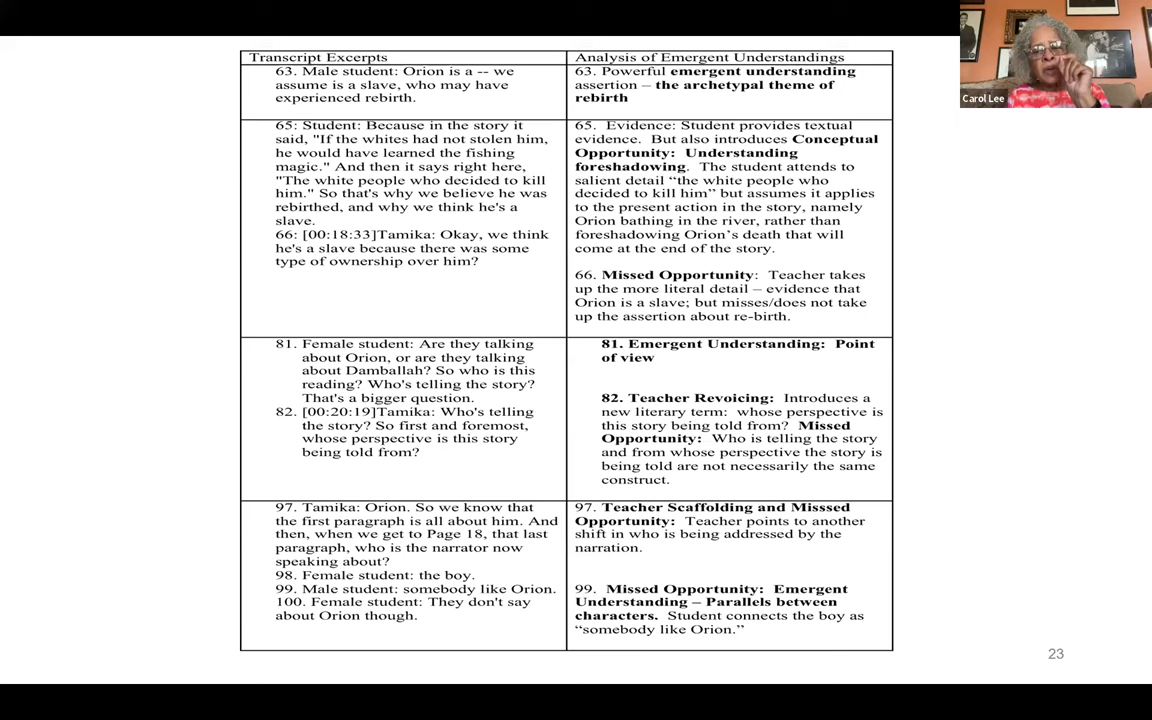 Transcript Excerpts
Analysis of Emergent Understandings
63. Male student: Orion is a -- we
assume is a slave, who may have
experienced rebirth.
63. Powerful emergent understanding
assertion – the archetypal theme of
rebirth
65: Student: Because in the story it
said, "If the whites had not stolen him,
he would have learned the fishing
magic." And then it says right here,
"The white people who decided to kill
him." So that's why we believe he was
rebirthed, and why we think he's a
slave.
66: [00:18:33]Tamika: Okay, we think
he's a slave because there was some
type of ownership over him?
65. Evidence: Student provides textual
evidence. But also introduces Conceptual
Opportunity: Understanding
foreshadowing. The student attends to
salient detail “the white people who
decided to kill him” but assumes it applies
to the present action in the story, namely
Orion bathing in the river, rather than
foreshadowing Orion’s death that will
come at the end of the story.
66. Missed Opportunity: Teacher takes
up the more literal detail – evidence that
Orion is a slave; but misses/does not take
up the assertion about re-birth.
81. Female student: Are they talking
about Orion, or are they talking
about Damballah? So who is this
reading? Who's telling the story?
That's a bigger question.
82. [00:20:19]Tamika: Who's telling
the story? So first and foremost,
whose perspective is this story
being told from?
81. Emergent Understanding: Point
of view
82. Teacher Revoicing: Introduces a
new literary term: whose perspective is
this story being told from? Missed
Opportunity: Who is telling the story
and from whose perspective the story is
being told are not necessarily the same
construct.
97. Tamika: Orion. So we know that
the first paragraph is all about him. And
then, when we get to Page 18, that last
paragraph, who is the narrator now
speaking about?
98. Female student: the boy.
99. Male student: somebody like Orion.
100. Female student: They don't say
about Orion though.
97. Teacher Scaffolding and Misssed
Opportunity: Teacher points to another
shift in who is being addressed by the
narration.
99. Missed Opportunity: Emergent
Understanding – Parallels between
characters. Student connects the boy as
“somebody like Orion.”
23
Carol Lee